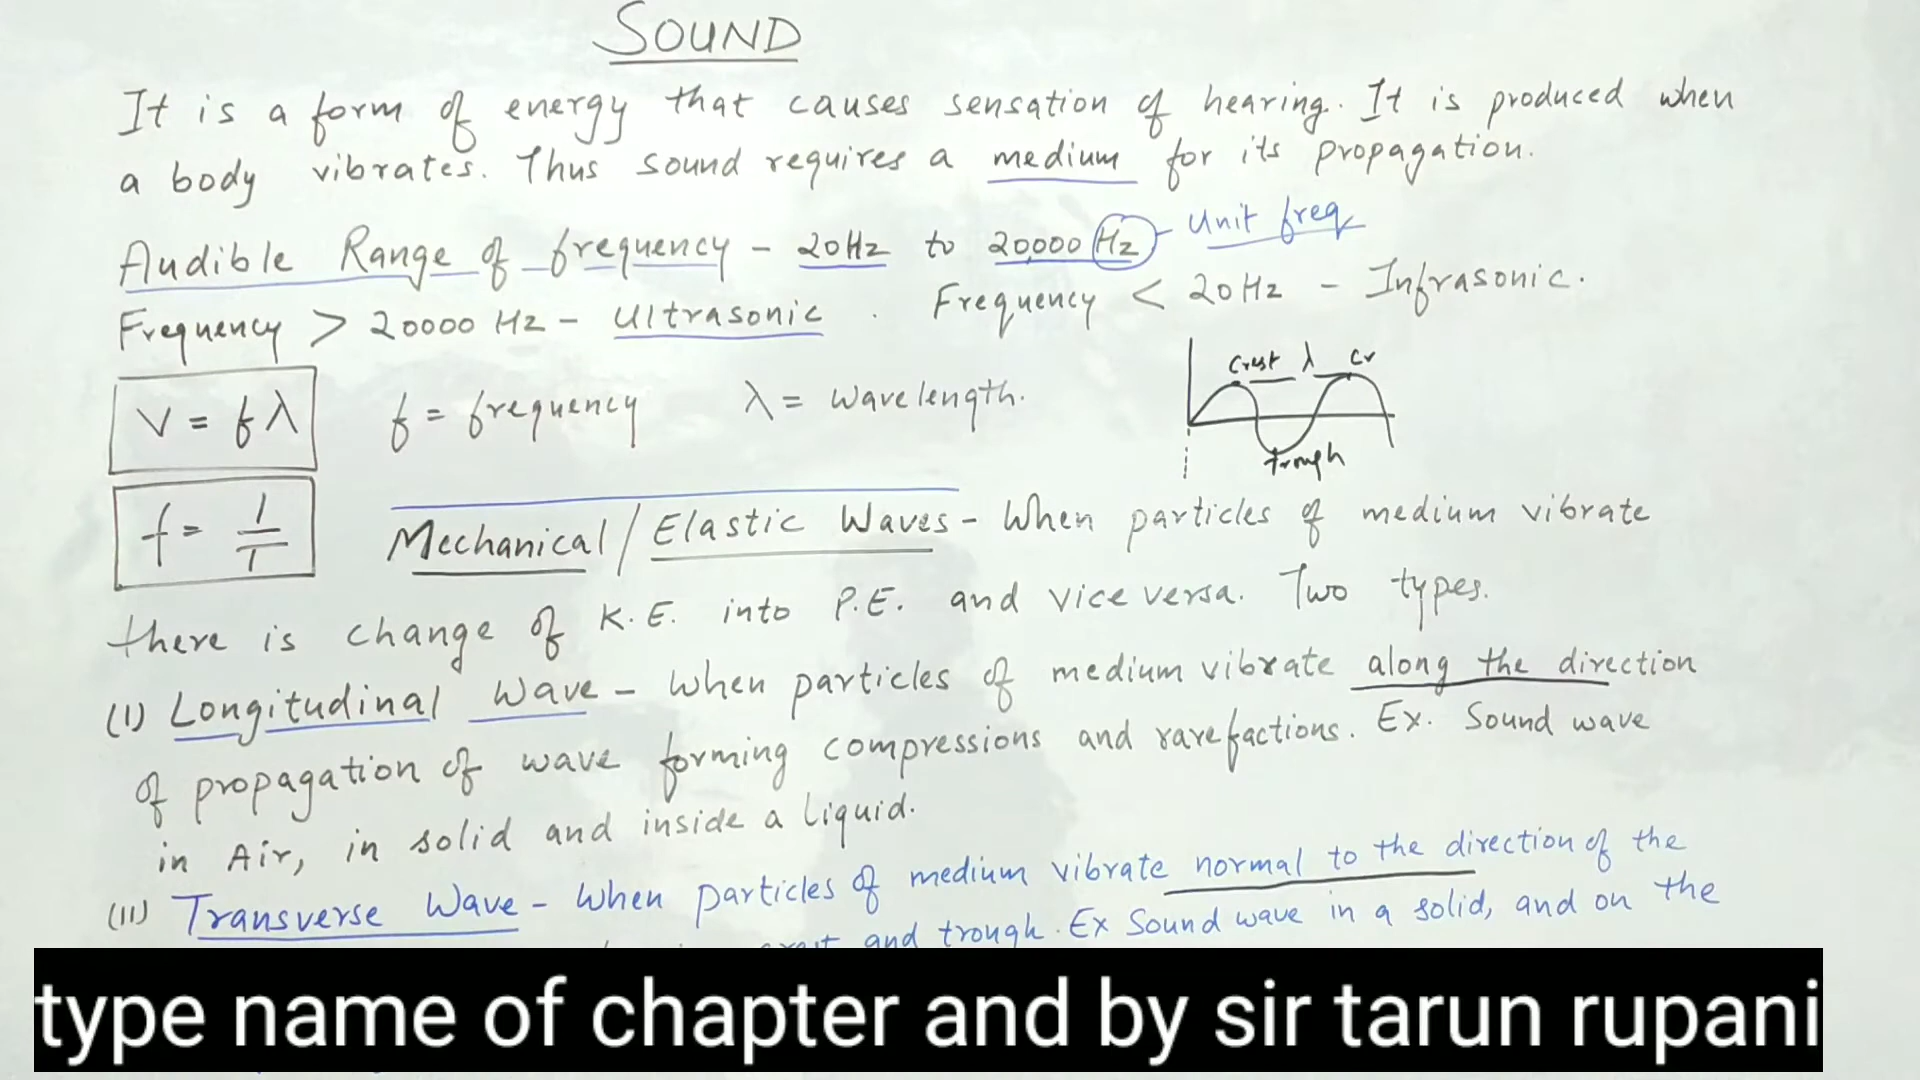 SOUND
It is a form of energy that causes sensation of hearing. It is produced when
a body vibrates. Thus sound requires a medium for its propagation.
Audible Range of frequency - 20Hz to 20000 Hz - Unit freq
Frequency > 20000 Hz - Ultrasonic. Frequency < 20Hz - Infrasonic.
Crest λ Cr
V = fλ f = frequency λ = wavelength.
Trough
f = 1/T Mechanical/Elastic Waves - When particles of medium vibrate
there is change of K.E. into P.E. and vice versa. Two types.
(I) Longitudinal Wave - When particles of medium vibrate along the direction
of propagation of wave forming compressions and rarefactions. Ex. Sound wave
in Air, in solid and inside a liquid.
(II) Transverse Wave - When particles of medium vibrate normal to the direction of the
and trough. Ex Sound wave in a solid, and on the
type name of chapter and by sir tarun rupani